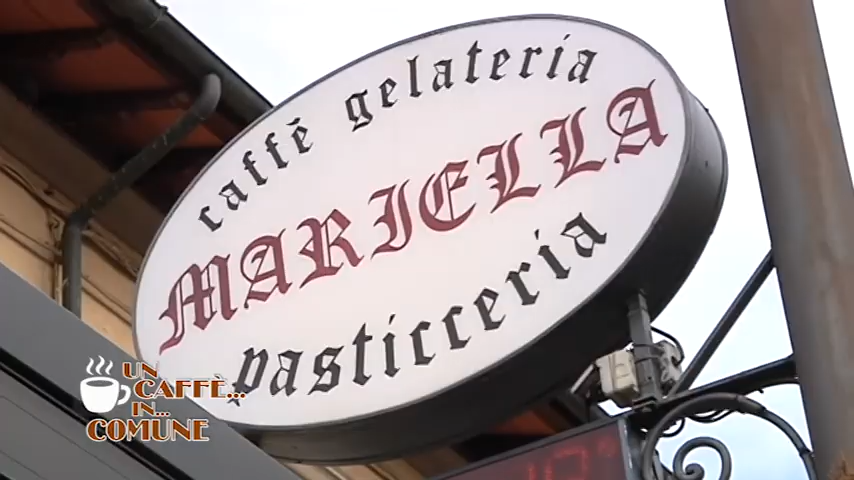 caffè gelateria
MARIELLA
pasticceria
UN
CAFFÈ...
IN...
COMUNE